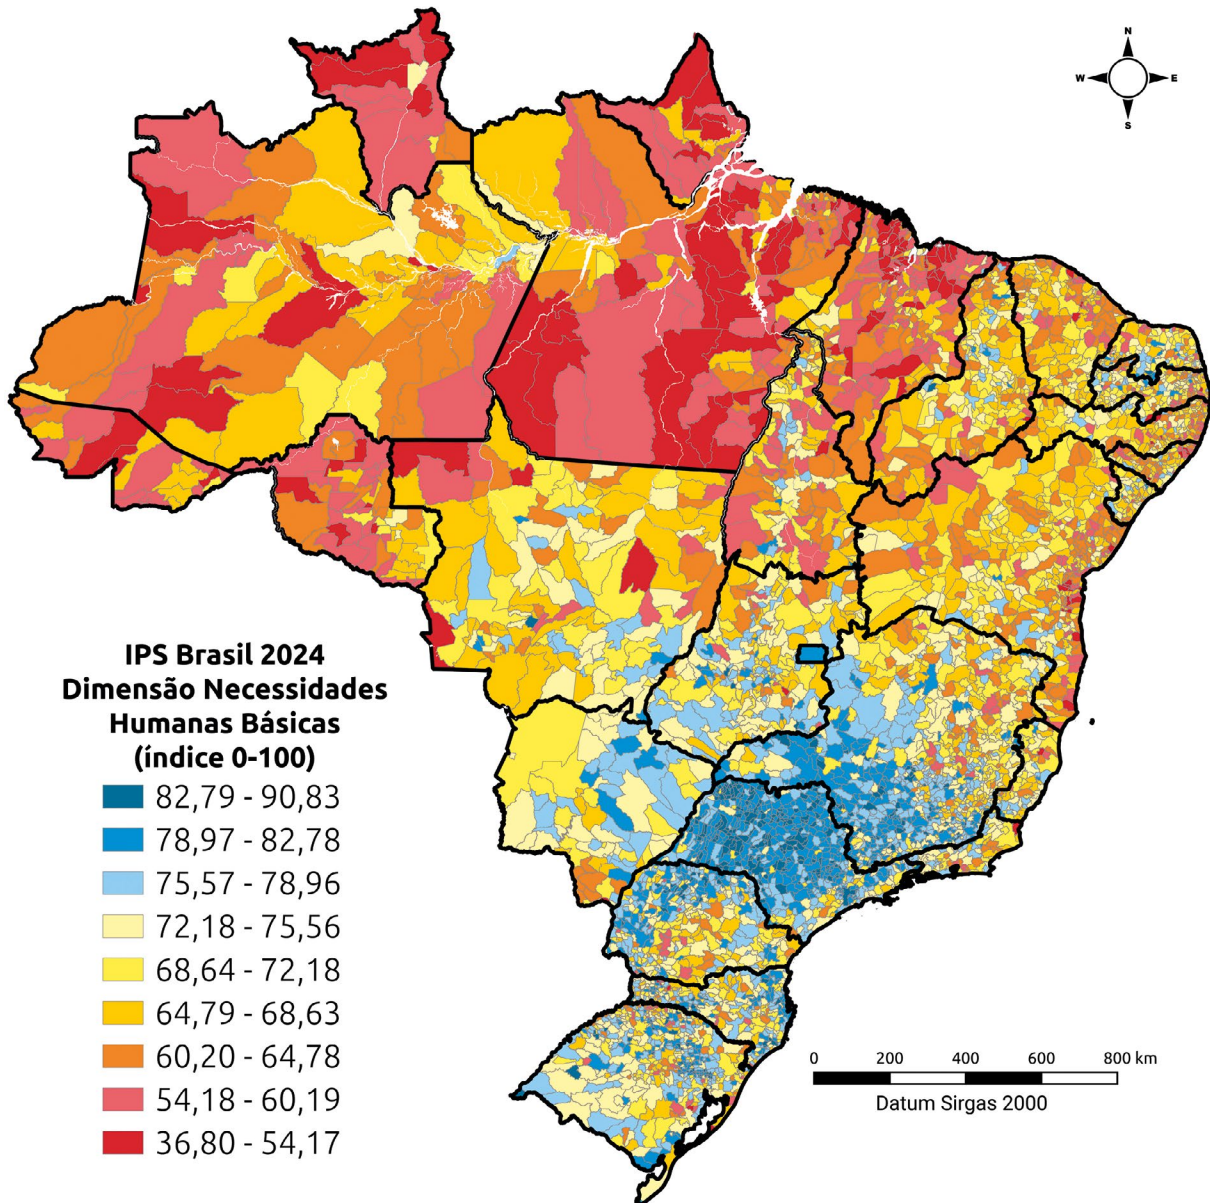 N
W E
S
IPS Brasil 2024
Dimensão Necessidades
Humanas Básicas
(índice 0-100)
82,79 - 90,83
78,97 - 82,78
75,57 - 78,96
72,18 - 75,56
68,64 - 72,18
64,79 - 68,63
60,20 - 64,78
54,18 - 60,19
36,80 - 54,17
0 200 400 600 800 km
Datum Sirgas 2000